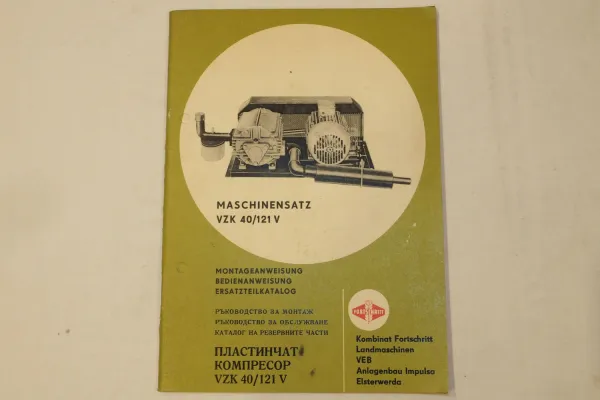 MASCHINENSATZ
VZK 40/121 V
MONTAGEANWEISUNG
BEDIENANWEISUNG
ERSATZTEILKATALOG
РЪКОВОДСТВО ЗА МОНТАЖ
РЪКОВОДСТВО ЗА ОБСЛУЖВАНЕ
КАТАЛОГ НА РЕЗЕРВНИТЕ ЧАСТИ
ПЛАСТИНЧАТ
КОМПРЕСОР
VZK 40/121 V
FORTSCHRITT
Kombinat Fortschritt
Landmaschinen
VEB
Anlagenbau Impulsa
Elsterwerda